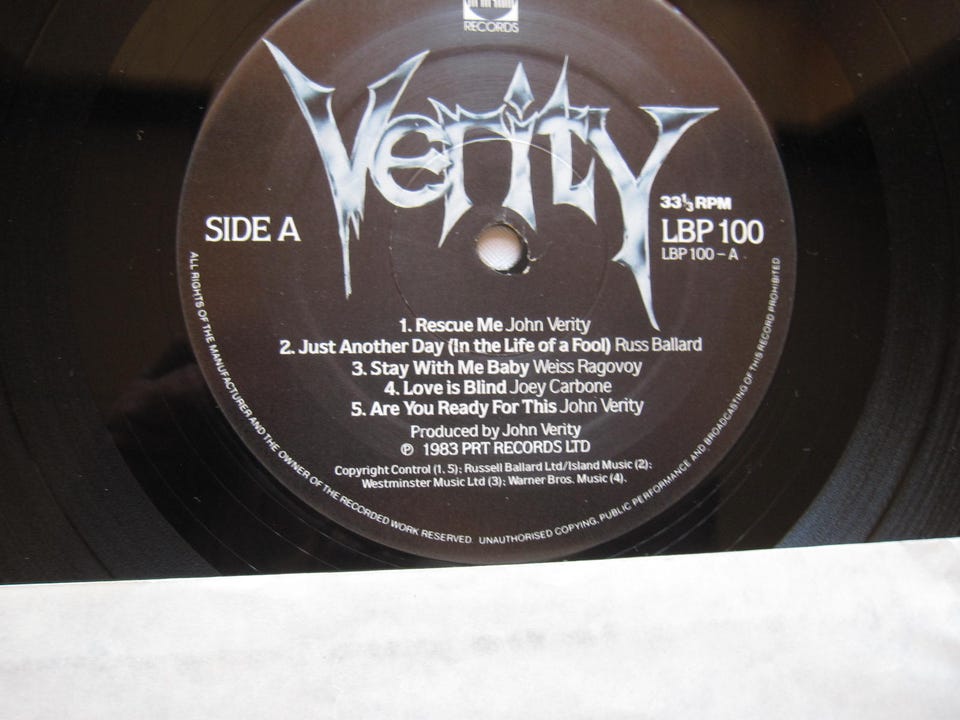 RECORDS
Verity
33⅓ RPM
SIDE A
LBP 100
LBP 100 – A
1. Rescue Me John Verity
2. Just Another Day (In the Life of a Fool) Russ Ballard
3. Stay With Me Baby Weiss Ragovoy
4. Love is Blind Joey Carbone
5. Are You Ready For This John Verity
Produced by John Verity
℗ 1983 PRT RECORDS LTD
Copyright Control (1, 5): Russell Ballard Ltd/Island Music (2):
Westminster Music Ltd (3): Warner Bros. Music (4).
ALL RIGHTS OF THE MANUFACTURER AND THE OWNER OF THE RECORDED WORK RESERVED. UNAUTHORISED COPYING, PUBLIC PERFORMANCE AND BROADCASTING OF THIS RECORD PROHIBITED